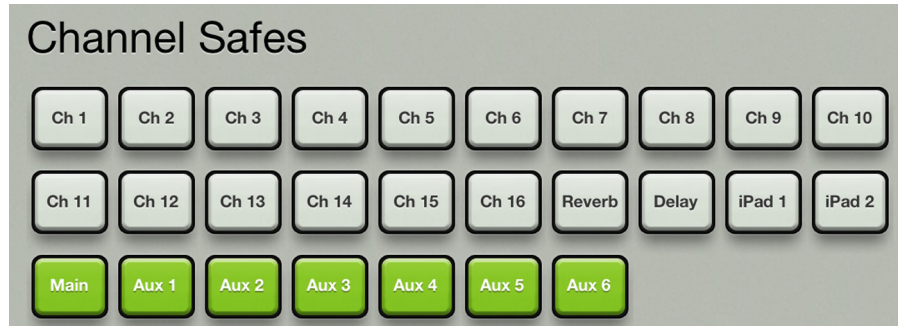 Channel Safes
Ch 1 Ch 2 Ch 3 Ch 4 Ch 5 Ch 6 Ch 7 Ch 8 Ch 9 Ch 10
Ch 11 Ch 12 Ch 13 Ch 14 Ch 15 Ch 16 Reverb Delay iPad 1 iPad 2
Main Aux 1 Aux 2 Aux 3 Aux 4 Aux 5 Aux 6